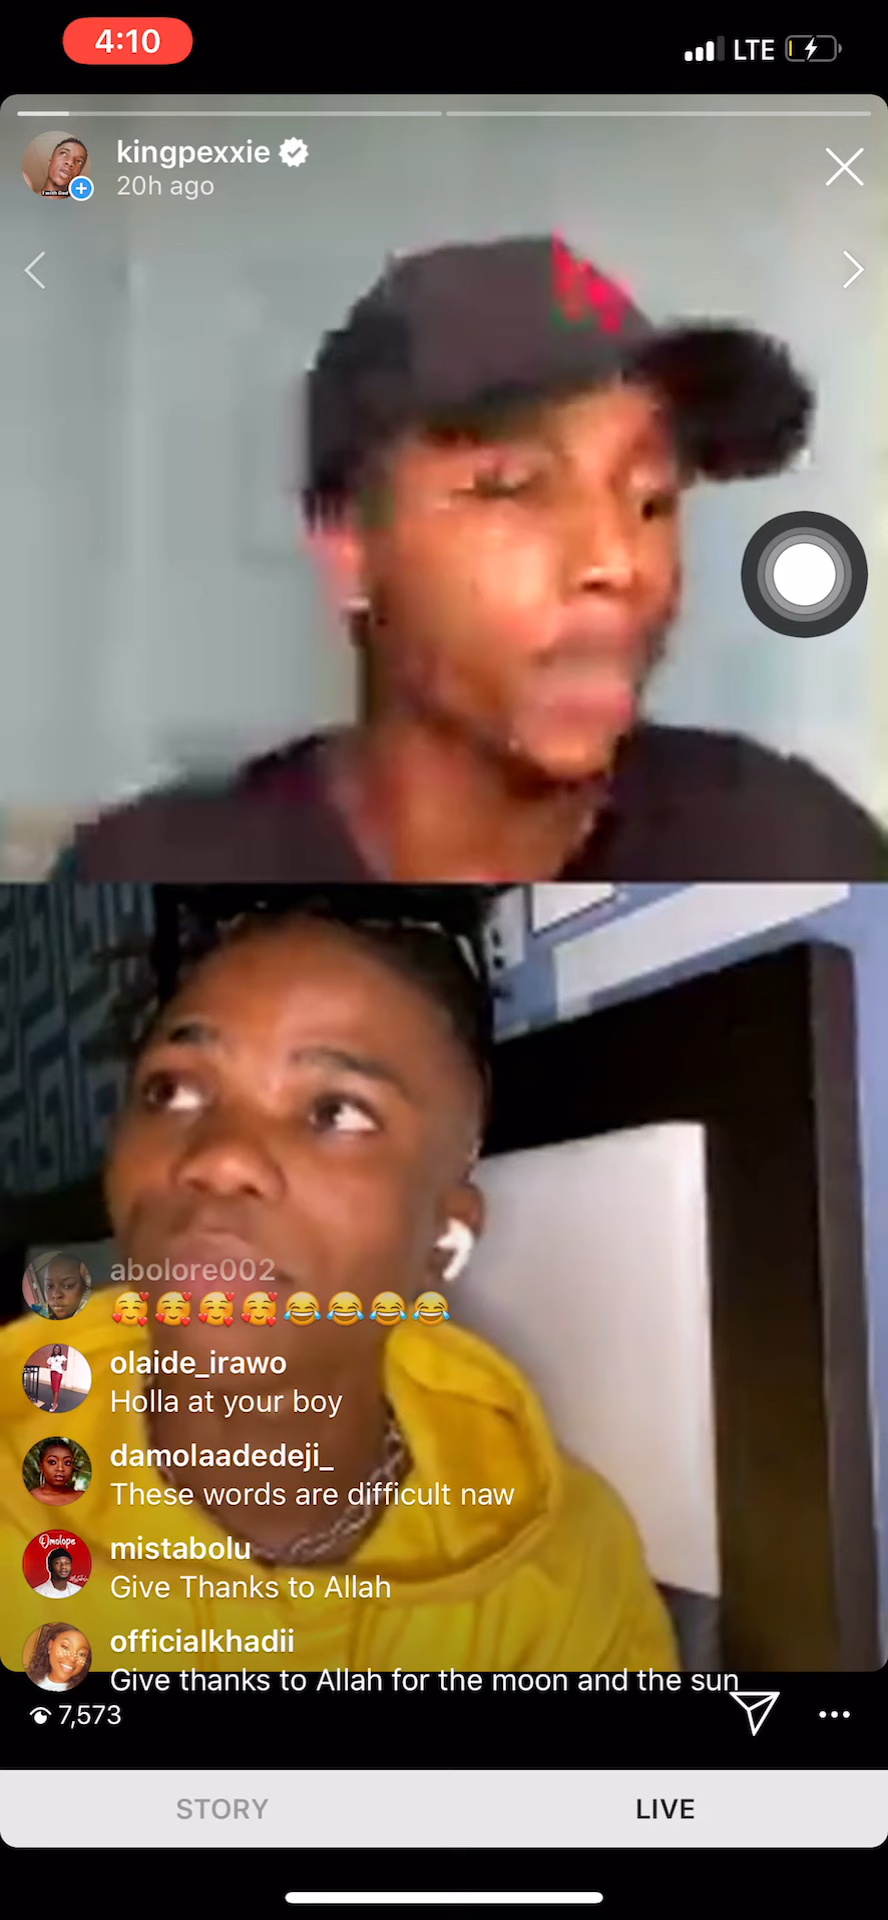 4:10
LTE
kingpexxie
20h ago
abolore002
🥰🥰🥰🥰😂😂😂😂
olaide_irawo
Holla at your boy
damolaadedeji_
These words are difficult naw
Omolope
mistabolu
Give Thanks to Allah
officialkhadii
Give thanks to Allah for the moon and the sun
7,573
STORY
LIVE